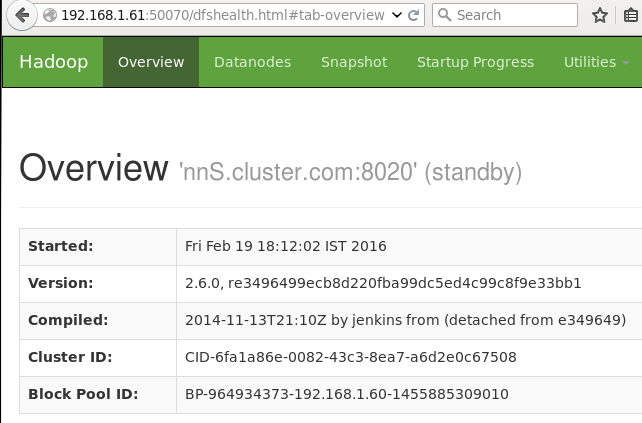 192.168.1.61:50070/dfshealth.html#tab-overview Search
Hadoop Overview Datanodes Snapshot Startup Progress Utilities
Overview 'nnS.cluster.com:8020' (standby)
Started: Fri Feb 19 18:12:02 IST 2016
Version: 2.6.0, re3496499ecb8d220fba99dc5ed4c99c8f9e33bb1
Compiled: 2014-11-13T21:10Z by jenkins from (detached from e349649)
Cluster ID: CID-6fa1a86e-0082-43c3-8ea7-a6d2e0c67508
Block Pool ID: BP-964934373-192.168.1.60-1455885309010